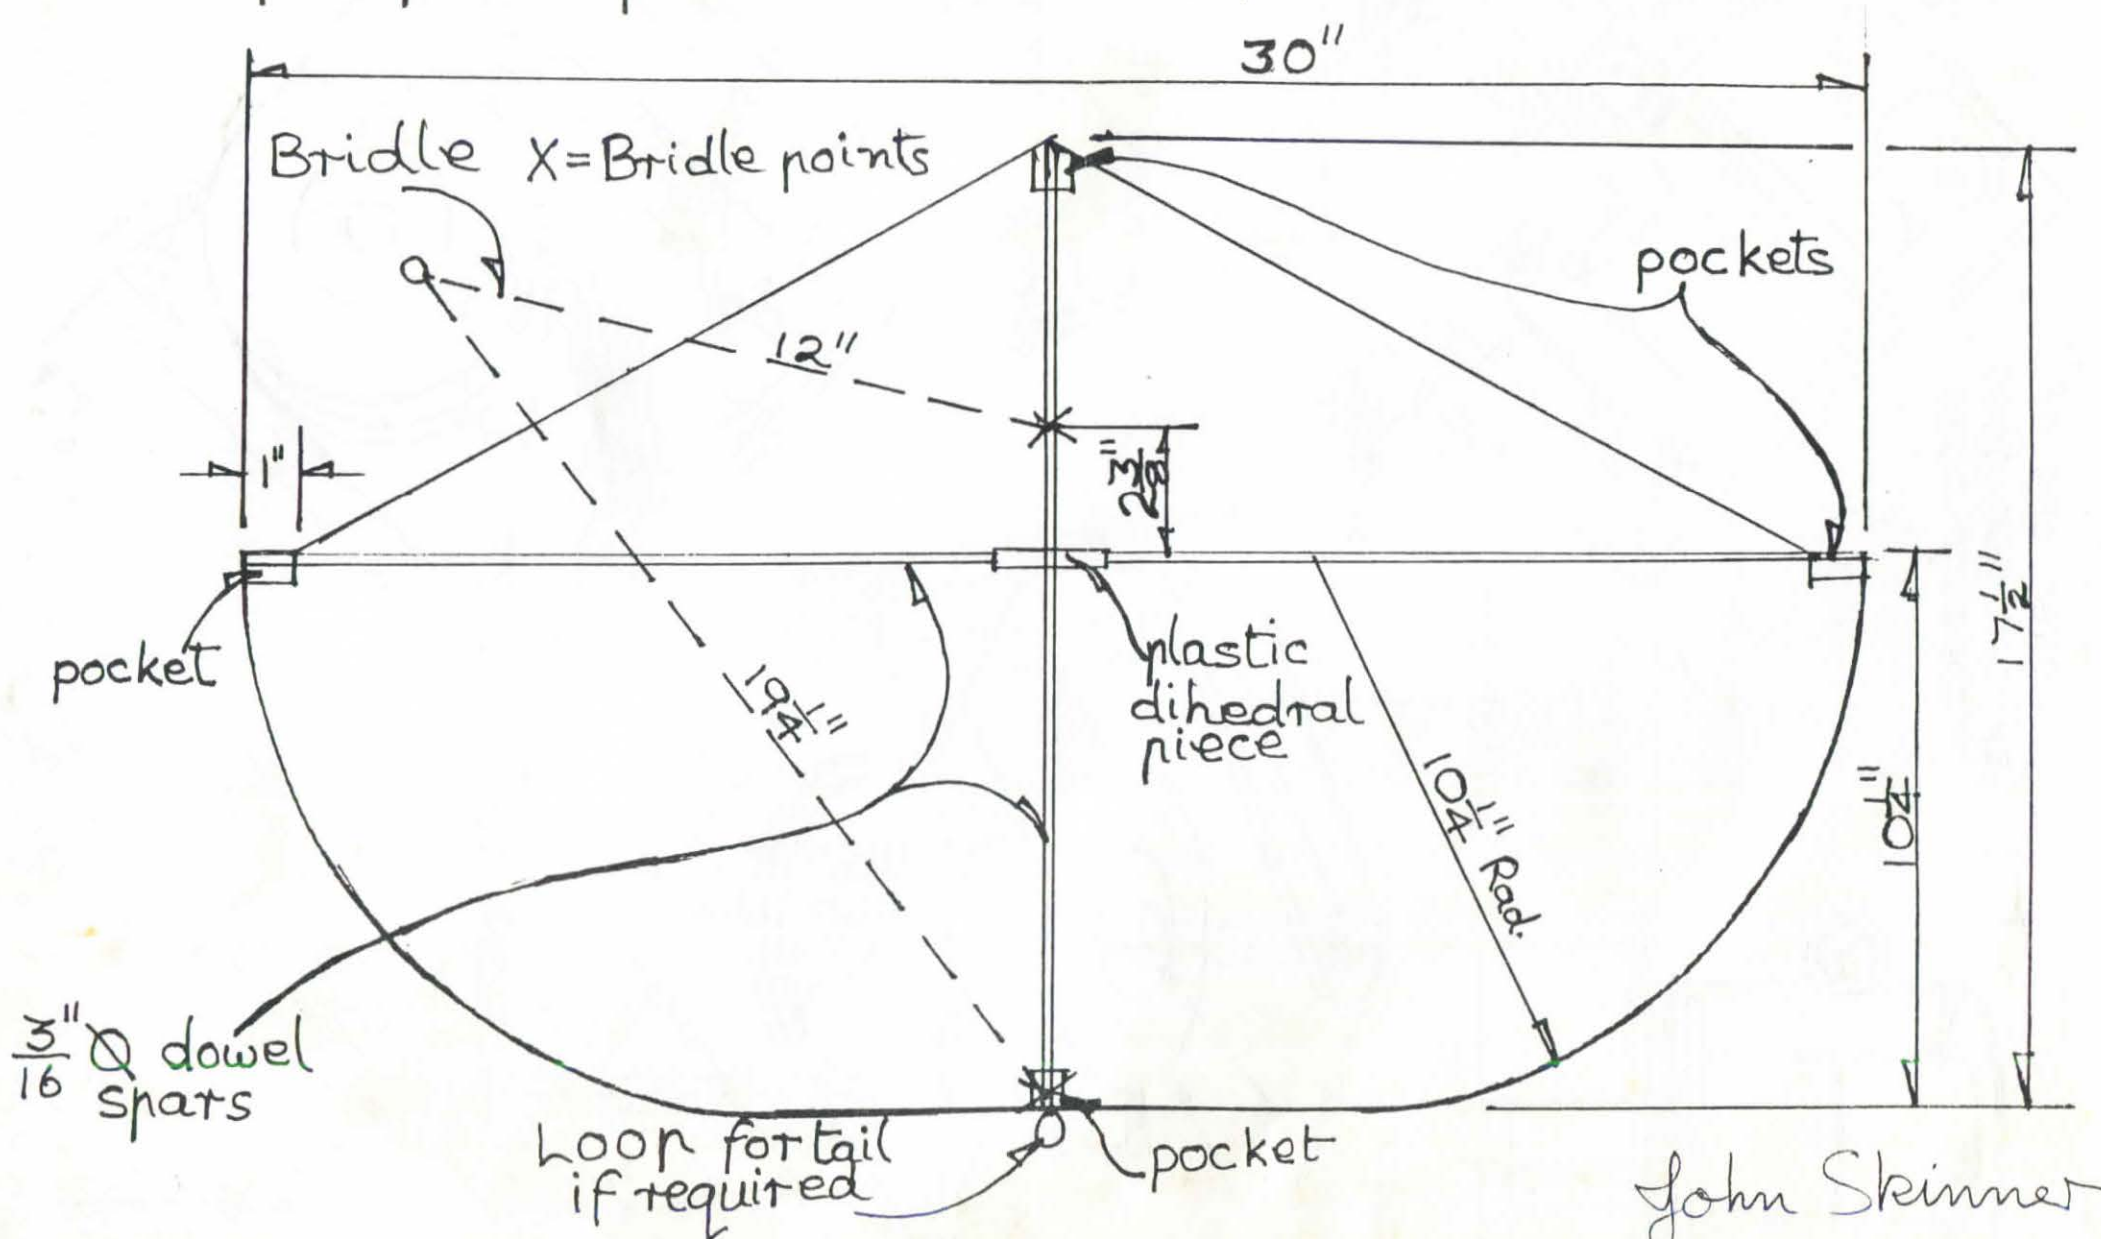 30"
Bridle X=Bridle points
pockets
12"
1"
2 3/8"
17 1/2"
pocket
plastic
dihedral
piece
19 1/4"
10 1/4" Rad.
10 1/4"
3/16" Ø dowel
spars
Loop for tail
if required
pocket
John Skinner